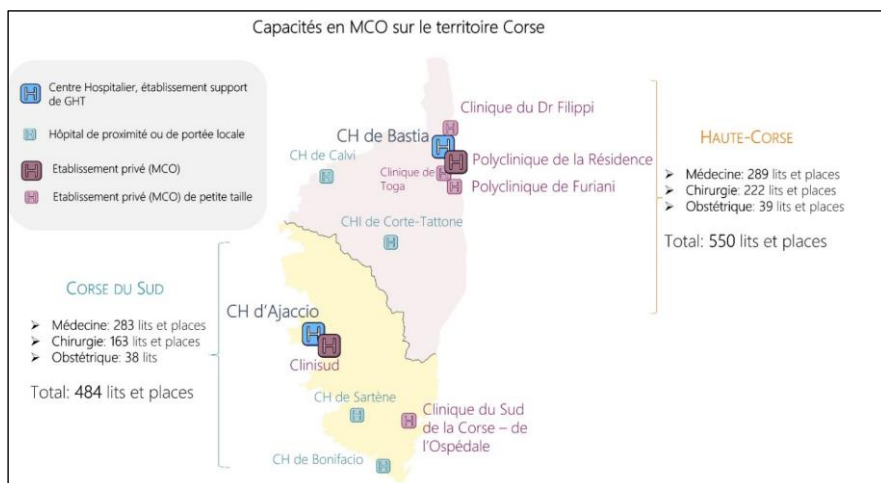 Capacités en MCO sur le territoire Corse
Centre Hospitalier, établissement support
de GHT
Hôpital de proximité ou de portée locale
Etablissement privé (MCO)
Etablissement privé (MCO) de petite taille
Clinique du Dr Filippi
CH de Bastia
CH de Calvi
Polyclinique de la Résidence
Clinique de
Toga
Polyclinique de Furiani
CHI de Corte-Tattone
HAUTE-CORSE
➤ Médecine: 289 lits et places
➤ Chirurgie: 222 lits et places
➤ Obstétrique: 39 lits et places
Total: 550 lits et places
CORSE DU SUD
➤ Médecine: 283 lits et places
➤ Chirurgie: 163 lits et places
➤ Obstétrique: 38 lits
Total: 484 lits et places
CH d'Ajaccio
Clinisud
CH de Sartène
Clinique du Sud
de la Corse – de
l'Ospédale
CH de Bonifacio